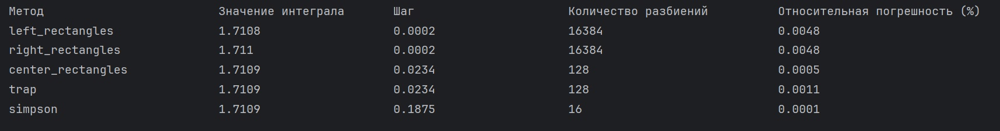 Метод Значение интеграла Шаг Количество разбиений Относительная погрешность (%)
left_rectangles 1.7108 0.0002 16384 0.0048
right_rectangles 1.711 0.0002 16384 0.0048
center_rectangles 1.7109 0.0234 128 0.0005
trap 1.7109 0.0234 128 0.0011
simpson 1.7109 0.1875 16 0.0001